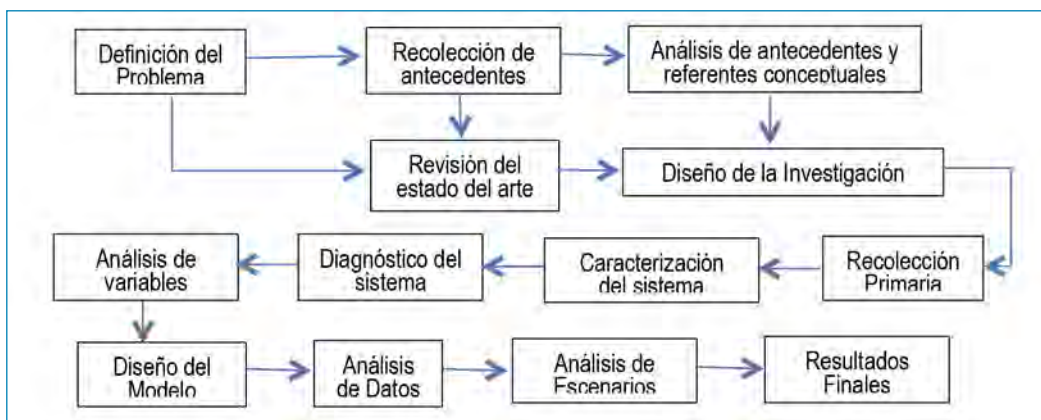 Definición del
Problema
Recolección de
antecedentes
Análisis de antecedentes y
referentes conceptuales
Revisión del
estado del arte
Diseño de la Investigación
Análisis de
variables
Diagnóstico del
sistema
Caracterización
del sistema
Recolección
Primaria
Diseño del
Modelo
Análisis
de Datos
Análisis de
Escenarios
Resultados
Finales